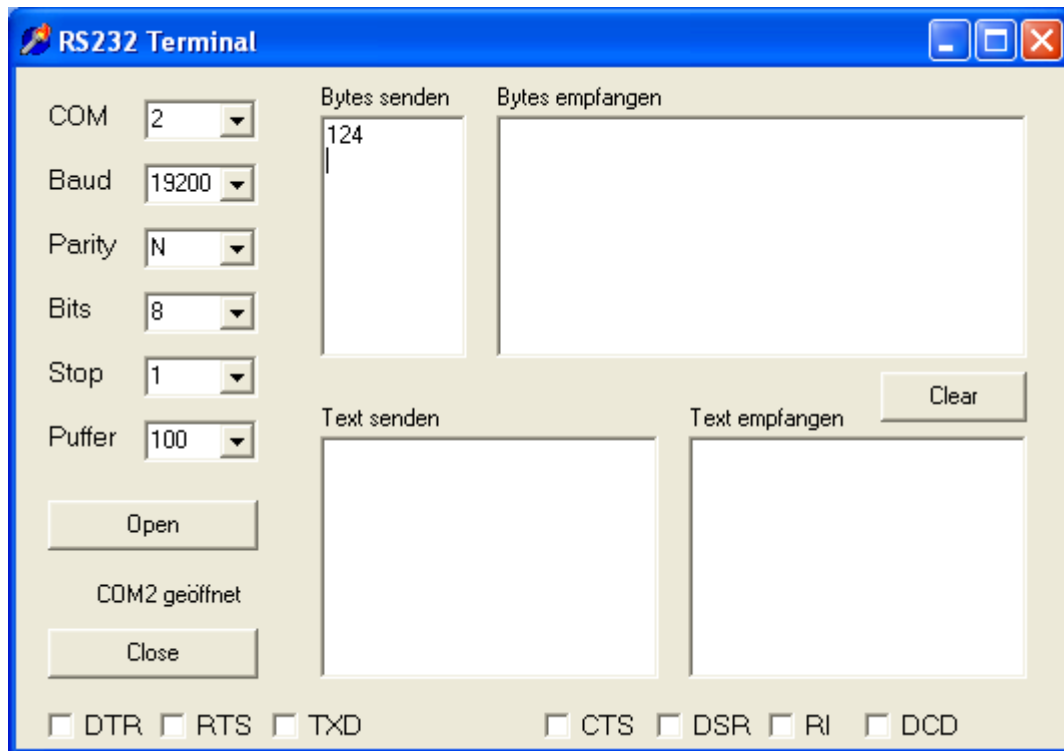 RS232 Terminal
COM 2
Baud 19200
Parity N
Bits 8
Stop 1
Puffer 100
Open
COM2 geöffnet
Close
Bytes senden
124
Bytes empfangen
Clear
Text senden
Text empfangen
DTR RTS TXD CTS DSR RI DCD